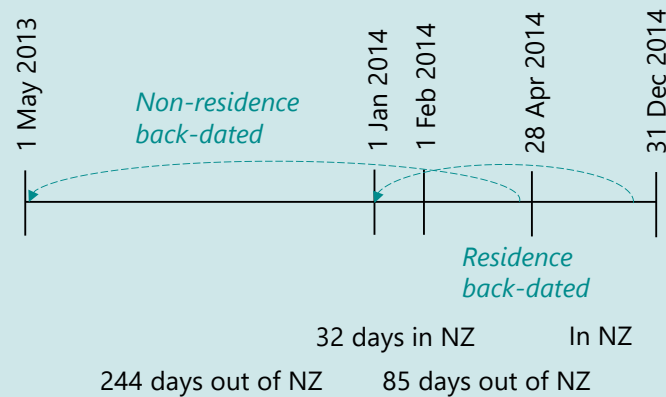 1 May 2013
1 Jan 2014
1 Feb 2014
28 Apr 2014
31 Dec 2014
Non-residence
back-dated
Residence
back-dated
32 days in NZ
In NZ
244 days out of NZ
85 days out of NZ